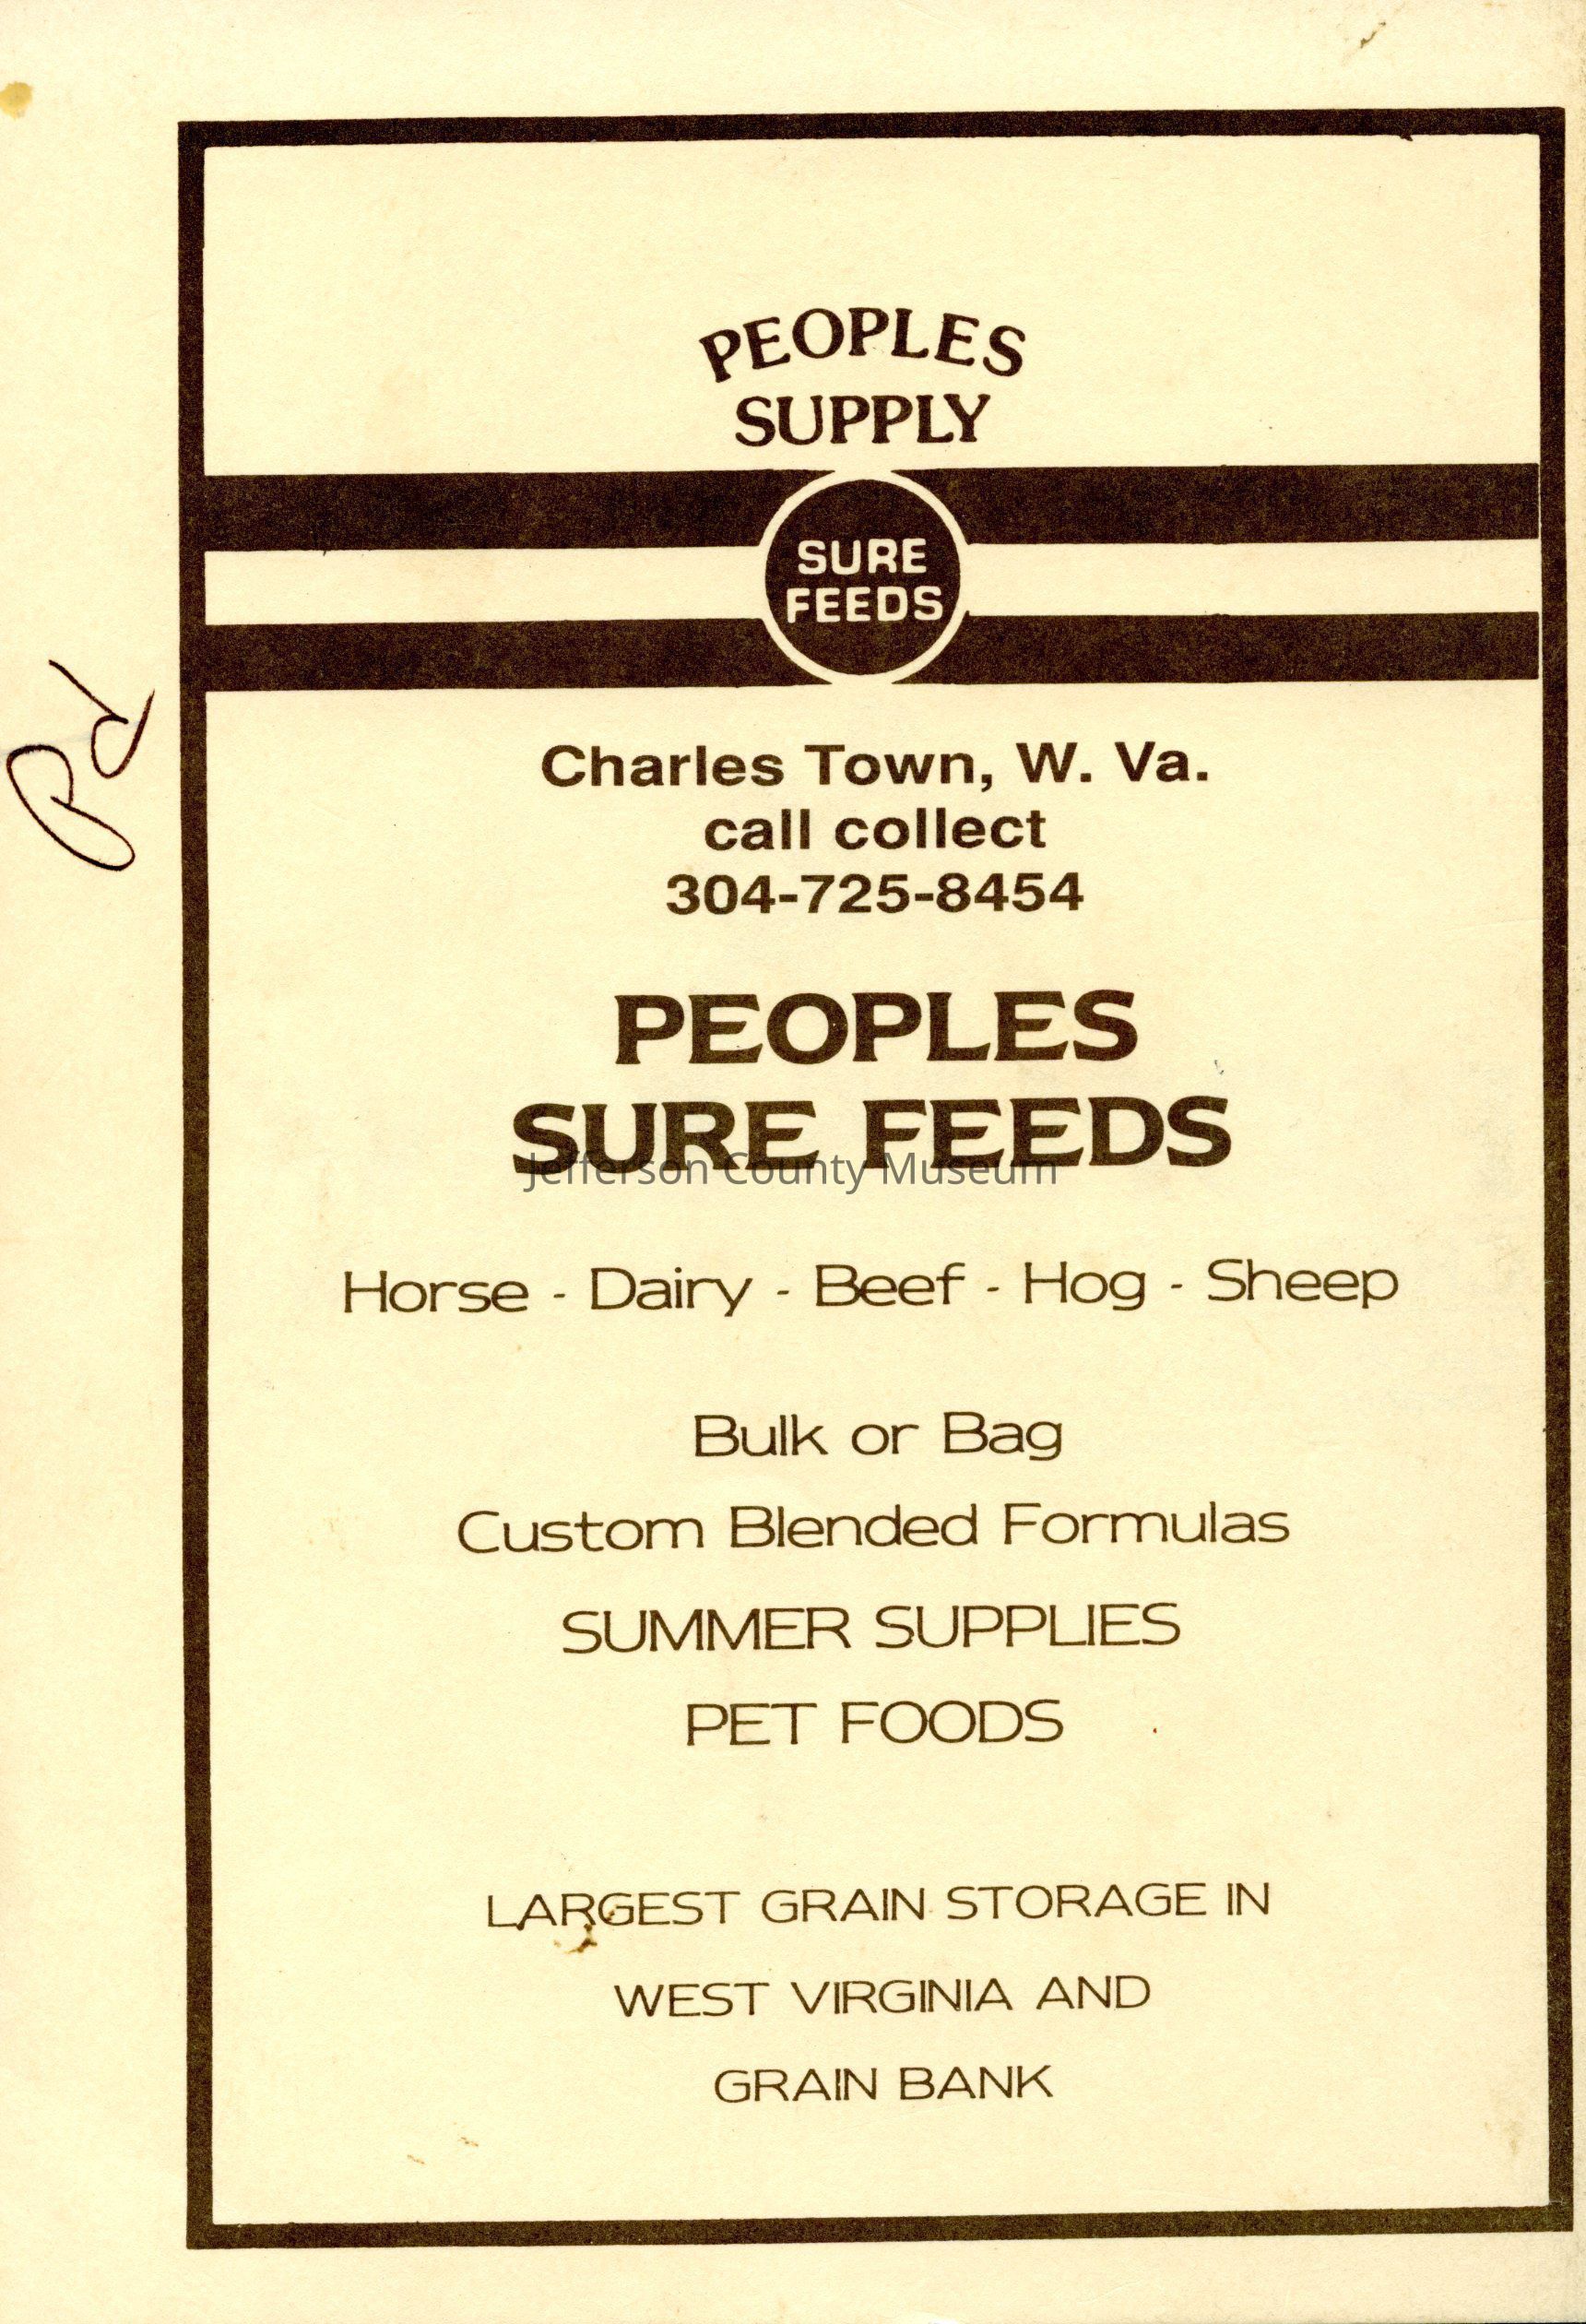 PEOPLES
SUPPLY
SURE
FEEDS
Pd
Charles Town, W. Va.
call collect
304-725-8454
PEOPLES
SURE FEEDS
Jefferson County Museum
Horse - Dairy - Beef - Hog - Sheep
Bulk or Bag
Custom Blended Formulas
SUMMER SUPPLIES
PET FOODS
LARGEST GRAIN STORAGE IN
WEST VIRGINIA AND
GRAIN BANK